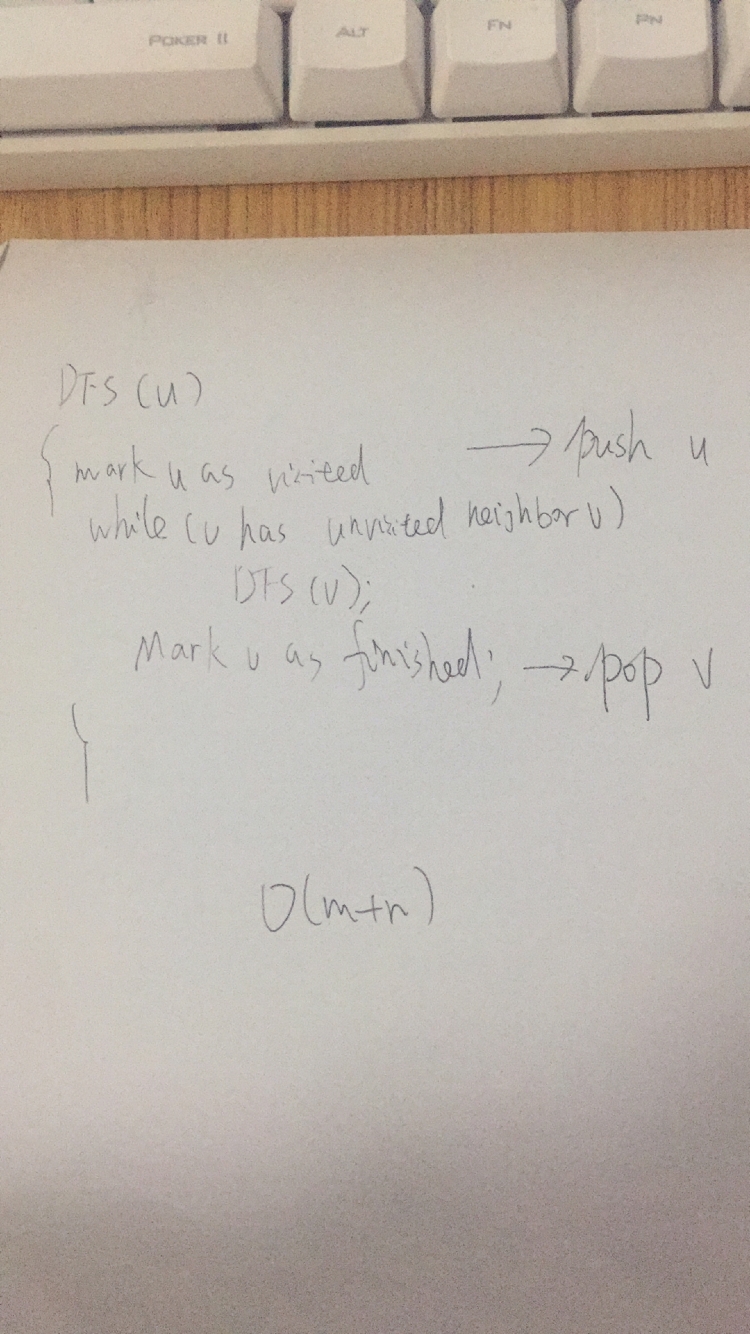 POKER II ALT FN PN
DFS (u)
{ mark u as visited → push u
while (u has unvisited neighbor v)
DFS (v);
Mark u as finished; → pop v
}
O(m+n)